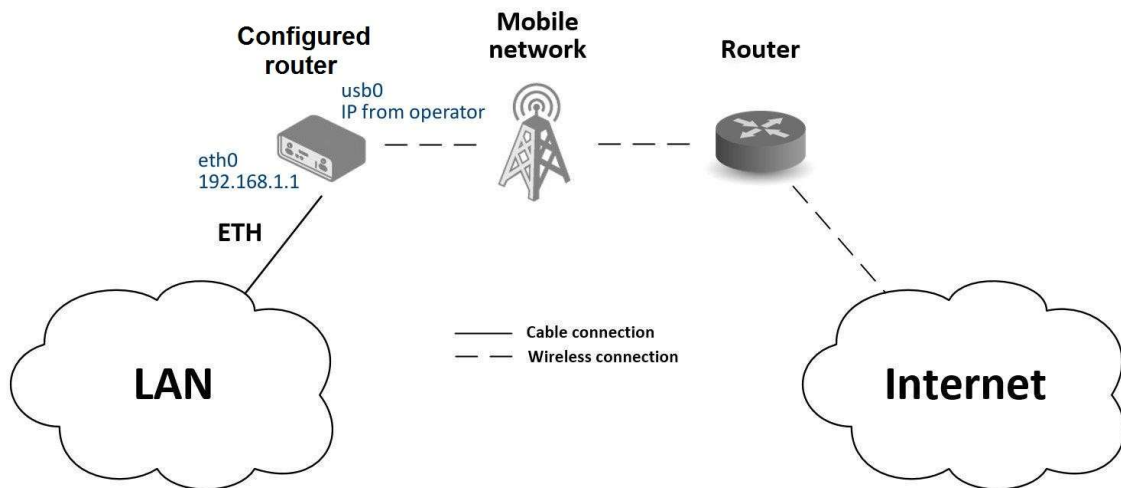 Configured
router
usb0
IP from operator
eth0
192.168.1.1
ETH
Mobile
network
Router
LAN
Cable connection
Wireless connection
Internet